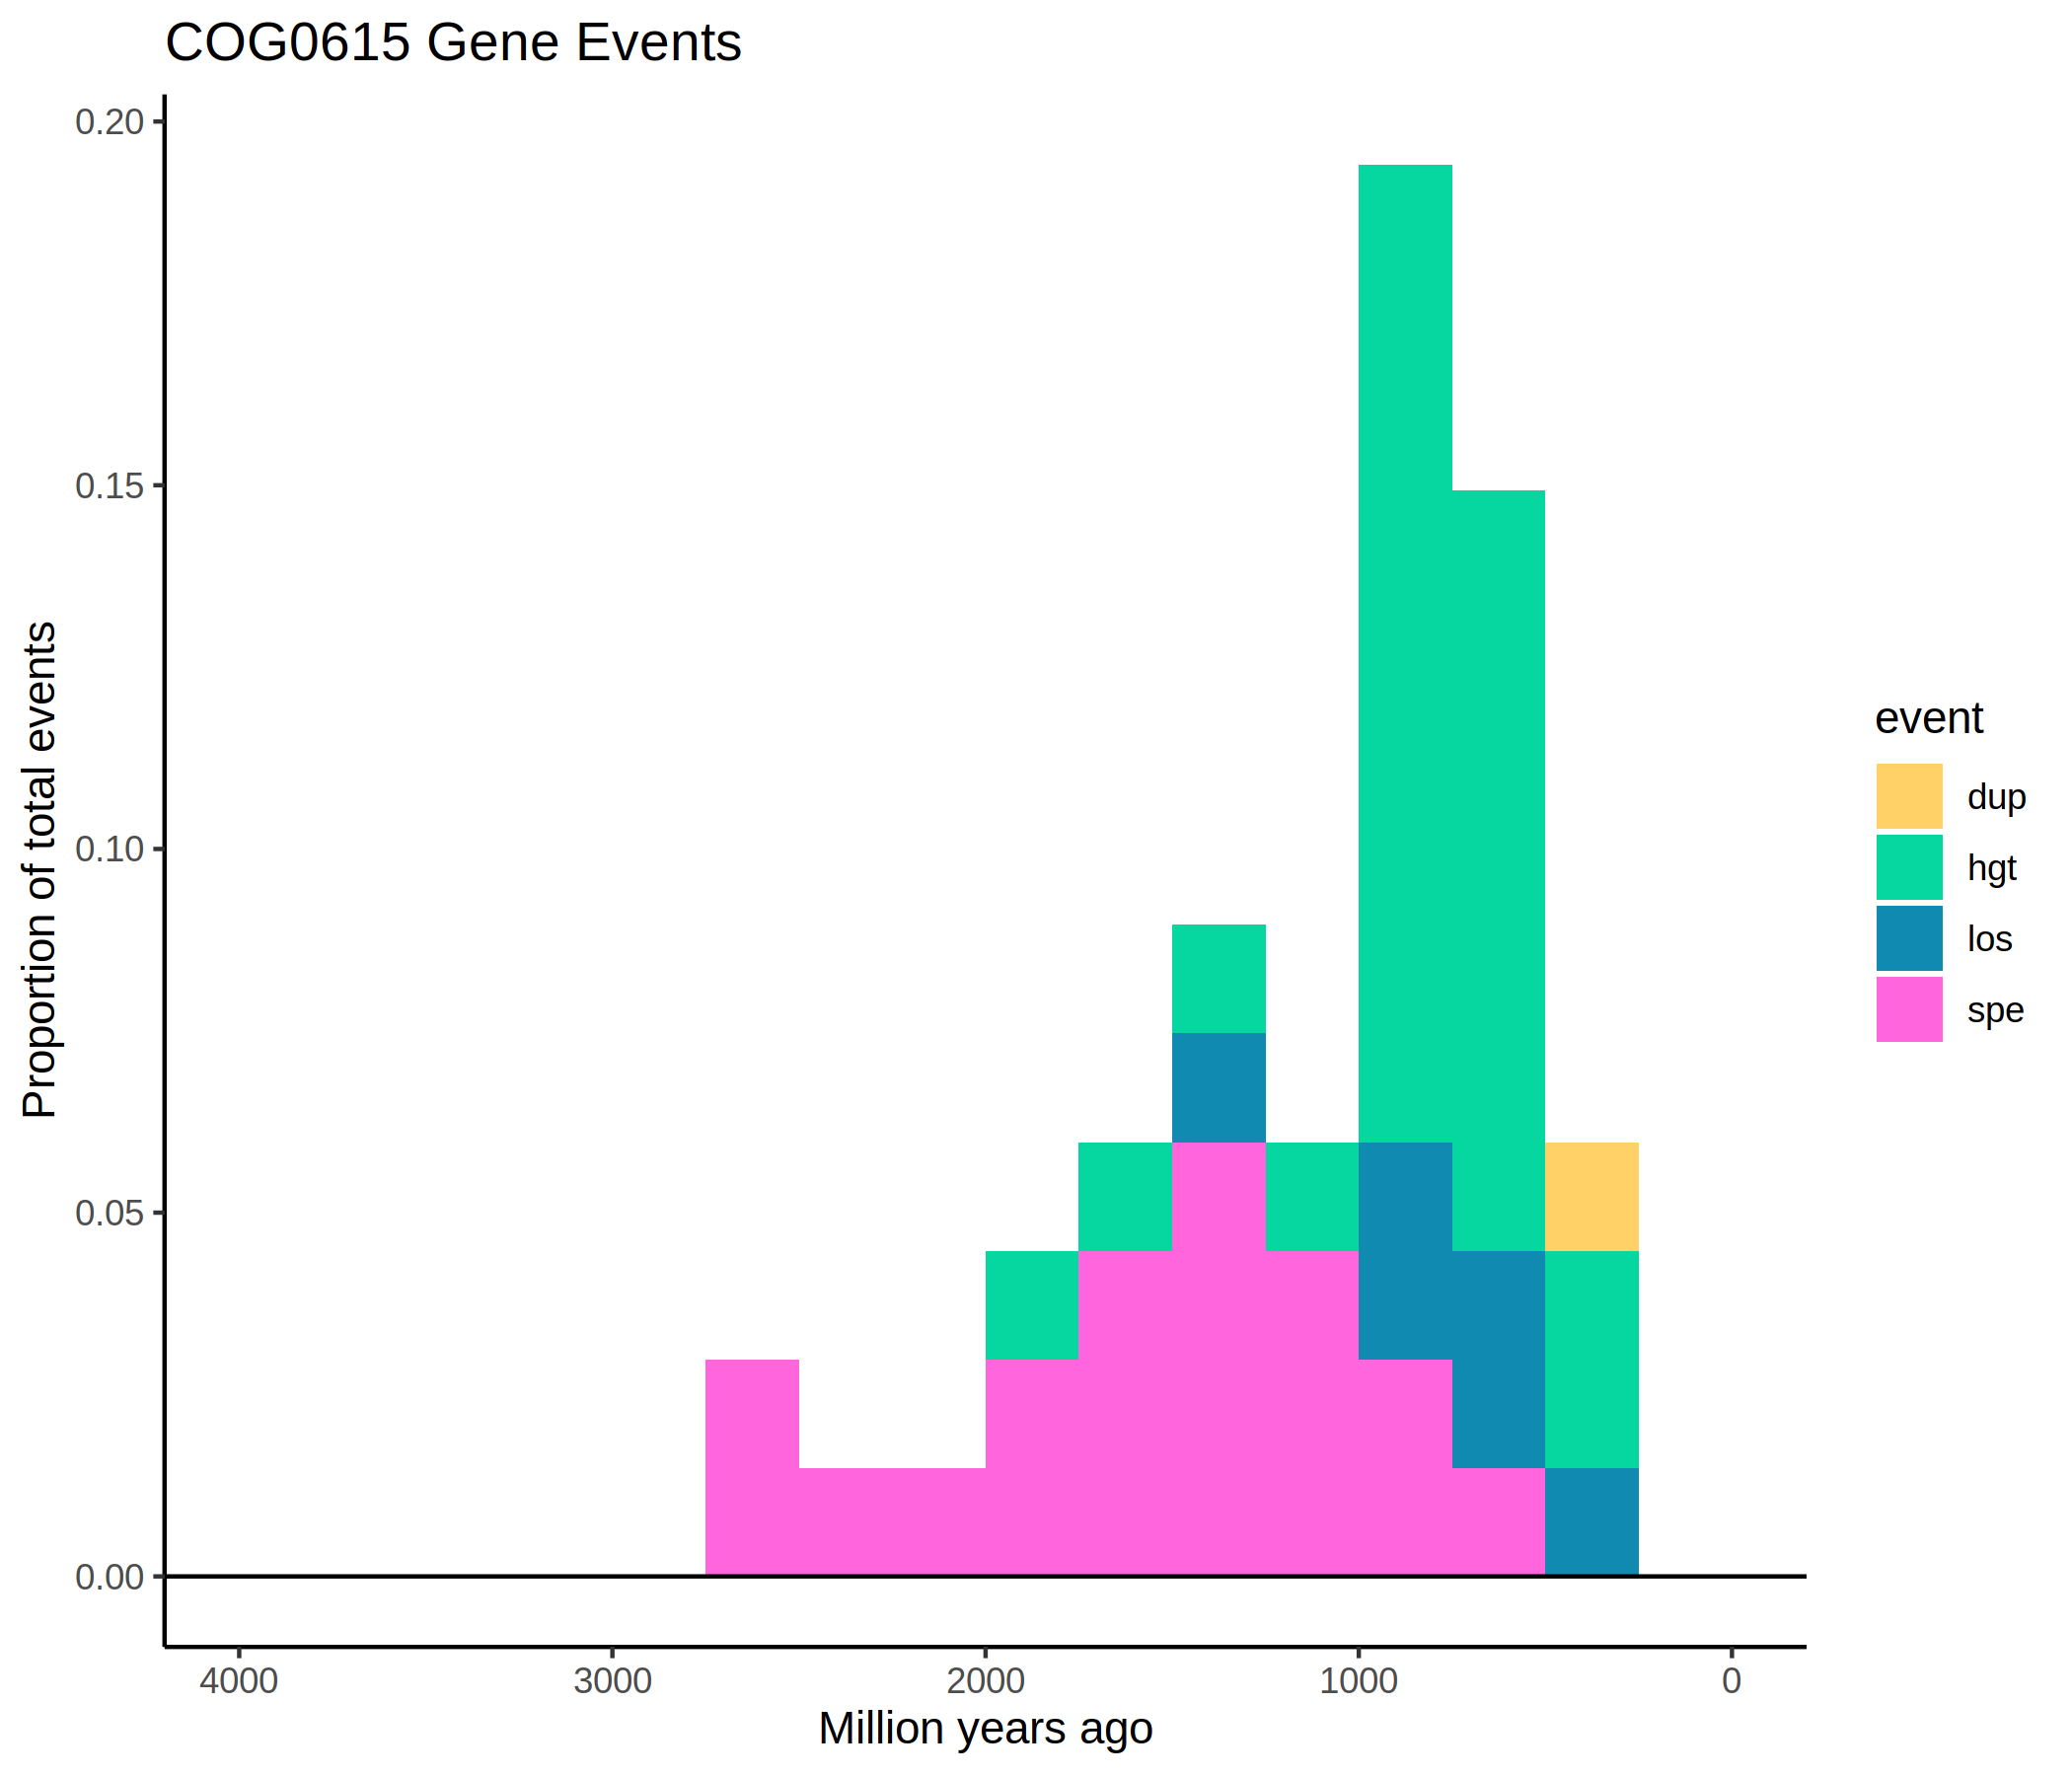 COG0615 Gene Events
0.20
0.15
0.10
0.05
0.00
Proportion of total events
4000 3000 2000 1000 0
Million years ago
event
dup
hgt
los
spe